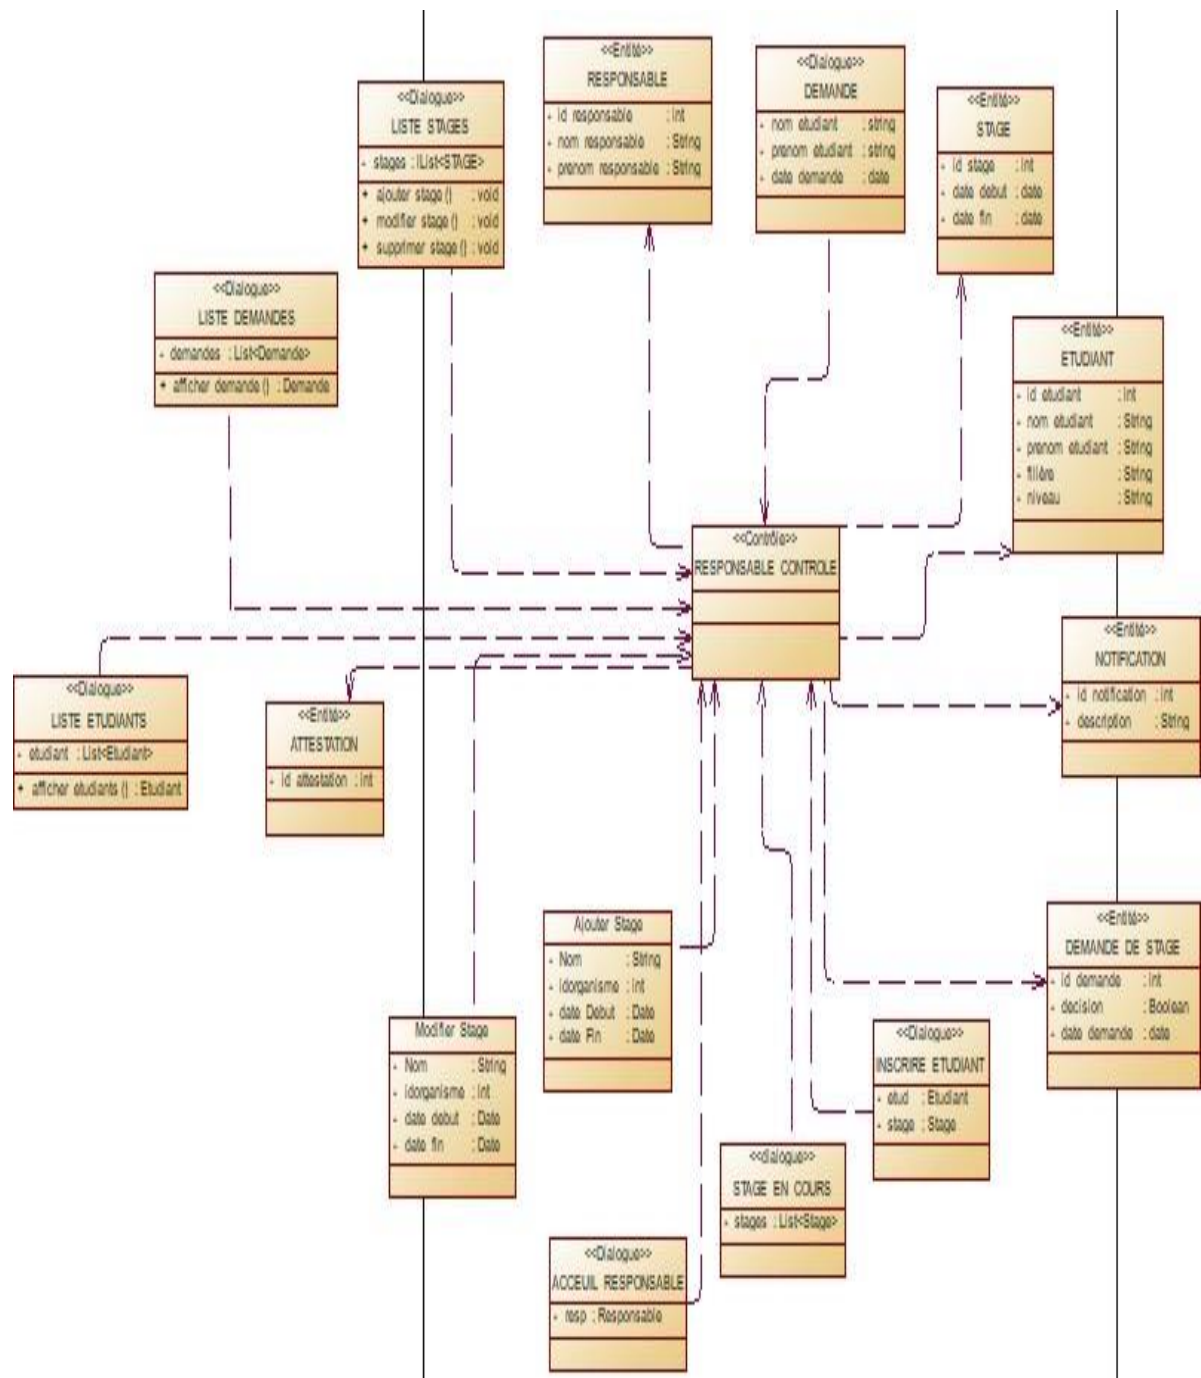 <<Entité>>
RESPONSABLE
- id responsable : int
- nom responsable : String
- prenom responsable : String
<<Dialogue>>
DEMANDE
- nom etudiant : string
- prenom etudiant : string
- date demande : date
<<Dialogue>>
LISTE STAGES
- stages : IList<STAGE>
+ ajouter stage () : void
+ modifier stage () : void
+ supprimer stage () : void
<<Entité>>
STAGE
- id stage : int
- date debut : date
- date fin : date
<<Dialogue>>
LISTE DEMANDES
- demandes : List<Demande>
+ afficher demande () : Demande
<<Entité>>
ETUDIANT
- id etudiant : int
- nom etudiant : String
- prenom etudiant : String
- filière : String
- niveau : String
<<Contrôle>>
RESPONSABLE CONTROLE
<<Entité>>
NOTIFICATION
- id notification : int
- description : String
<<Dialogue>>
LISTE ETUDIANTS
- etudiant : List<Etudiant>
+ afficher etudiants () : Etudiant
<<Entité>>
ATTESTATION
- id attestation : int
<<Entité>>
DEMANDE DE STAGE
- id demande : int
- decision : Boolean
- date demande : date
Ajouter Stage
- Nom : String
- idorganisme : int
- date Debut : Date
- date Fin : Date
Modifier Stage
- Nom : String
- idorganisme : int
- date debut : Date
- date fin : Date
<<Dialogue>>
INSCRIRE ETUDIANT
- etud : Etudiant
- stage : Stage
<<dialogue>>
STAGE EN COURS
- stages : List<Stage>
<<Dialogue>>
ACCEUIL RESPONSABLE
- resp : Responsable